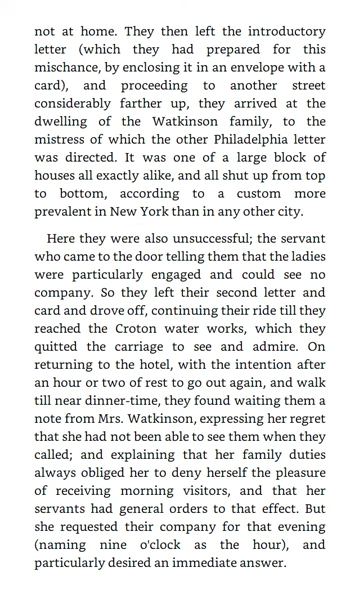 not at home. They then left the introductory
letter (which they had prepared for this
mischance, by enclosing it in an envelope with a
card), and proceeding to another street
considerably farther up, they arrived at the
dwelling of the Watkinson family, to the
mistress of which the other Philadelphia letter
was directed. It was one of a large block of
houses all exactly alike, and all shut up from top
to bottom, according to a custom more
prevalent in New York than in any other city.
Here they were also unsuccessful; the servant
who came to the door telling them that the ladies
were particularly engaged and could see no
company. So they left their second letter and
card and drove off, continuing their ride till they
reached the Croton water works, which they
quitted the carriage to see and admire. On
returning to the hotel, with the intention after
an hour or two of rest to go out again, and walk
till near dinner-time, they found waiting them a
note from Mrs. Watkinson, expressing her regret
that she had not been able to see them when they
called; and explaining that her family duties
always obliged her to deny herself the pleasure
of receiving morning visitors, and that her
servants had general orders to that effect. But
she requested their company for that evening
(naming nine o'clock as the hour), and
particularly desired an immediate answer.